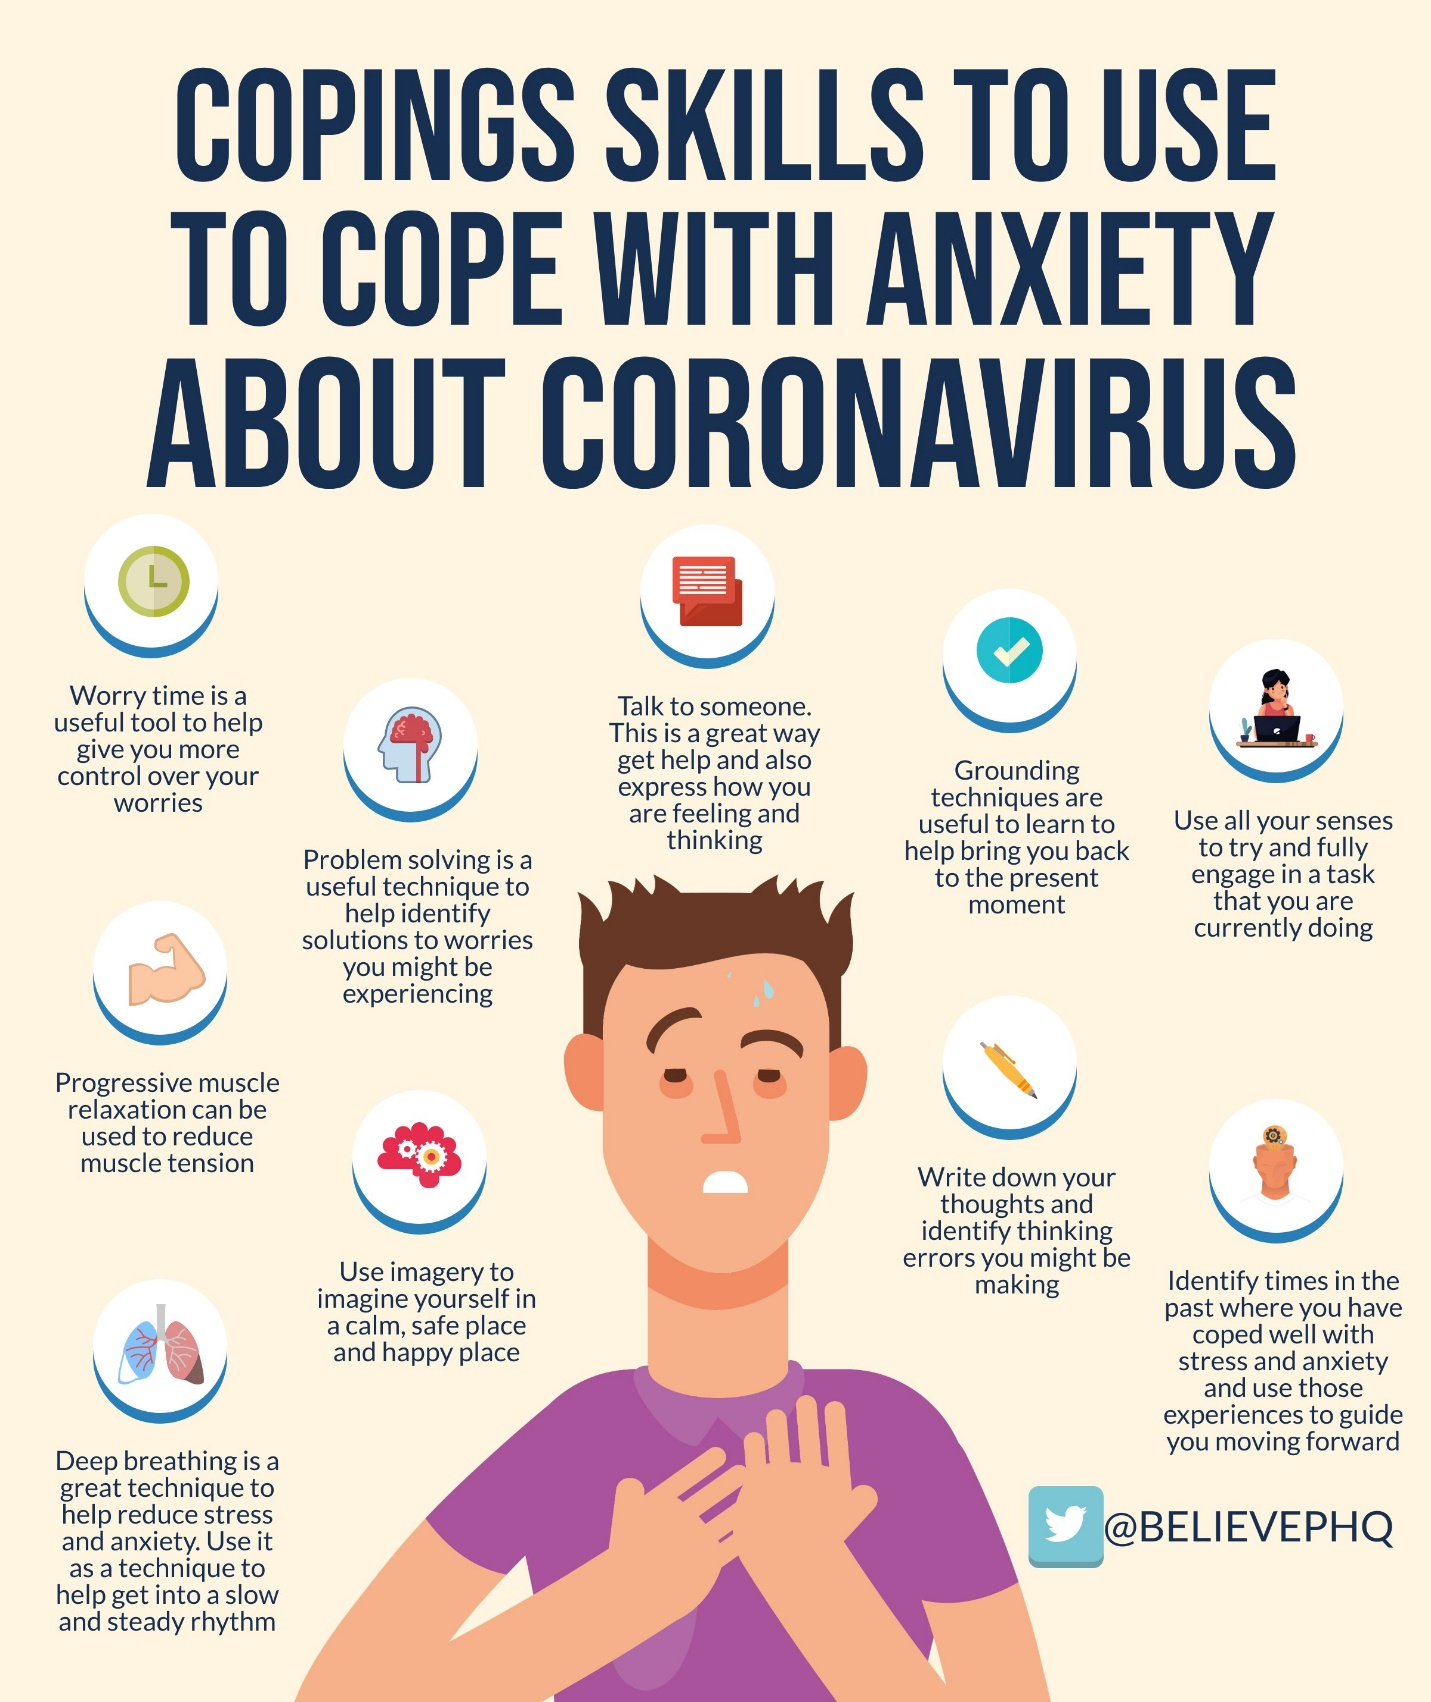 COPINGS SKILLS TO USE
TO COPE WITH ANXIETY
ABOUT CORONAVIRUS
Worry time is a
useful tool to help
give you more
control over your
worries
Problem solving is a
useful technique to
help identify
solutions to worries
you might be
experiencing
Talk to someone.
This is a great way
get help and also
express how you
are feeling and
thinking
Grounding
techniques are
useful to learn to
help bring you back
to the present
moment
Use all your senses
to try and fully
engage in a task
that you are
currently doing
Progressive muscle
relaxation can be
used to reduce
muscle tension
Use imagery to
imagine yourself in
a calm, safe place
and happy place
Write down your
thoughts and
identify thinking
errors you might be
making
Identify times in the
past where you have
coped well with
stress and anxiety
and use those
experiences to guide
you moving forward
Deep breathing is a
great technique to
help reduce stress
and anxiety. Use it
as a technique to
help get into a slow
and steady rhythm
@BELIEVEPHQ